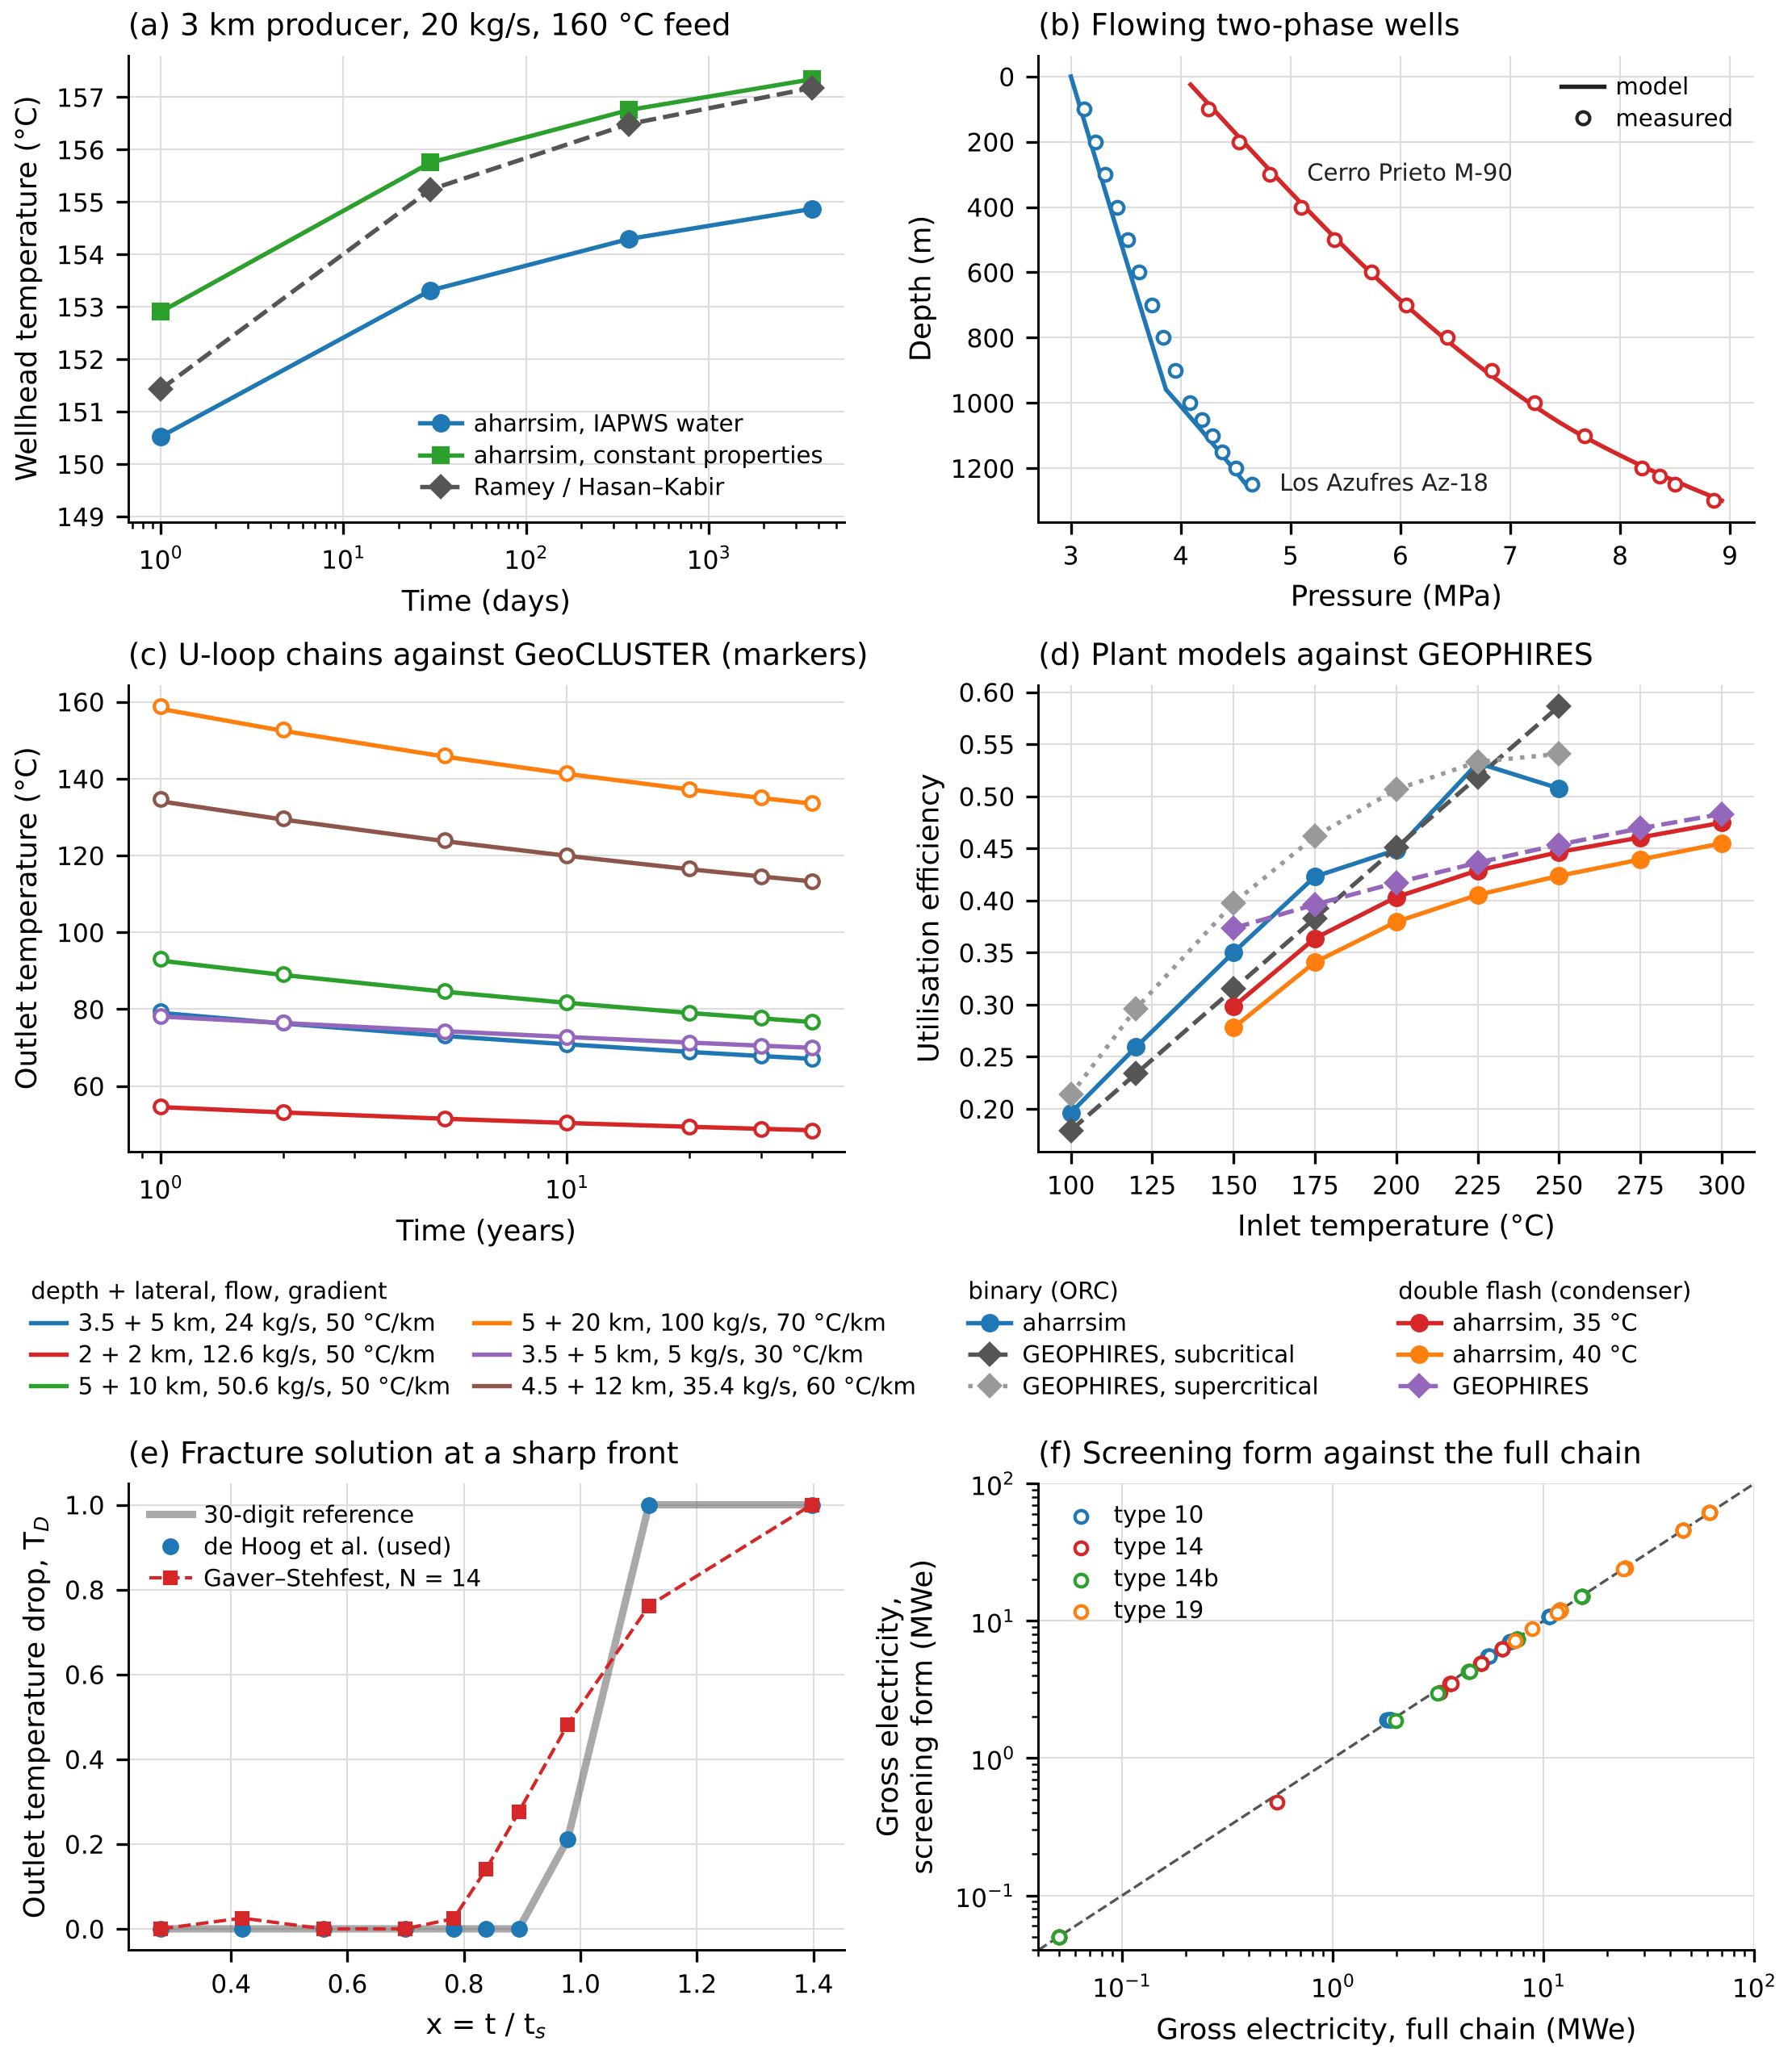 (a) 3 km producer, 20 kg/s, 160 °C feed
Wellhead temperature (°C)
157
156
155
154
153
152
151
150
149
aharrsim, IAPWS water
aharrsim, constant properties
Ramey / Hasan–Kabir
10⁰
10¹
10²
10³
Time (days)
(b) Flowing two-phase wells
Depth (m)
0
200
400
600
800
1000
1200
model
measured
Cerro Prieto M-90
Los Azufres Az-18
3
4
5
6
7
8
9
Pressure (MPa)
(c) U-loop chains against GeoCLUSTER (markers)
Outlet temperature (°C)
160
140
120
100
80
60
10⁰
10¹
Time (years)
depth + lateral, flow, gradient
3.5 + 5 km, 24 kg/s, 50 °C/km
2 + 2 km, 12.6 kg/s, 50 °C/km
5 + 10 km, 50.6 kg/s, 50 °C/km
5 + 20 km, 100 kg/s, 70 °C/km
3.5 + 5 km, 5 kg/s, 30 °C/km
4.5 + 12 km, 35.4 kg/s, 60 °C/km
(d) Plant models against GEOPHIRES
Utilisation efficiency
0.60
0.55
0.50
0.45
0.40
0.35
0.30
0.25
0.20
100
125
150
175
200
225
250
275
300
Inlet temperature (°C)
binary (ORC)
aharrsim
GEOPHIRES, subcritical
GEOPHIRES, supercritical
double flash (condenser)
aharrsim, 35 °C
aharrsim, 40 °C
GEOPHIRES
(e) Fracture solution at a sharp front
Outlet temperature drop, T_D
1.0
0.8
0.6
0.4
0.2
0.0
30-digit reference
de Hoog et al. (used)
Gaver–Stehfest, N = 14
0.4
0.6
0.8
1.0
1.2
1.4
x = t / tₛ
(f) Screening form against the full chain
Gross electricity,
screening form (MWe)
10²
10¹
10⁰
10⁻¹
type 10
type 14
type 14b
type 19
10⁻¹
10⁰
10¹
10²
Gross electricity, full chain (MWe)